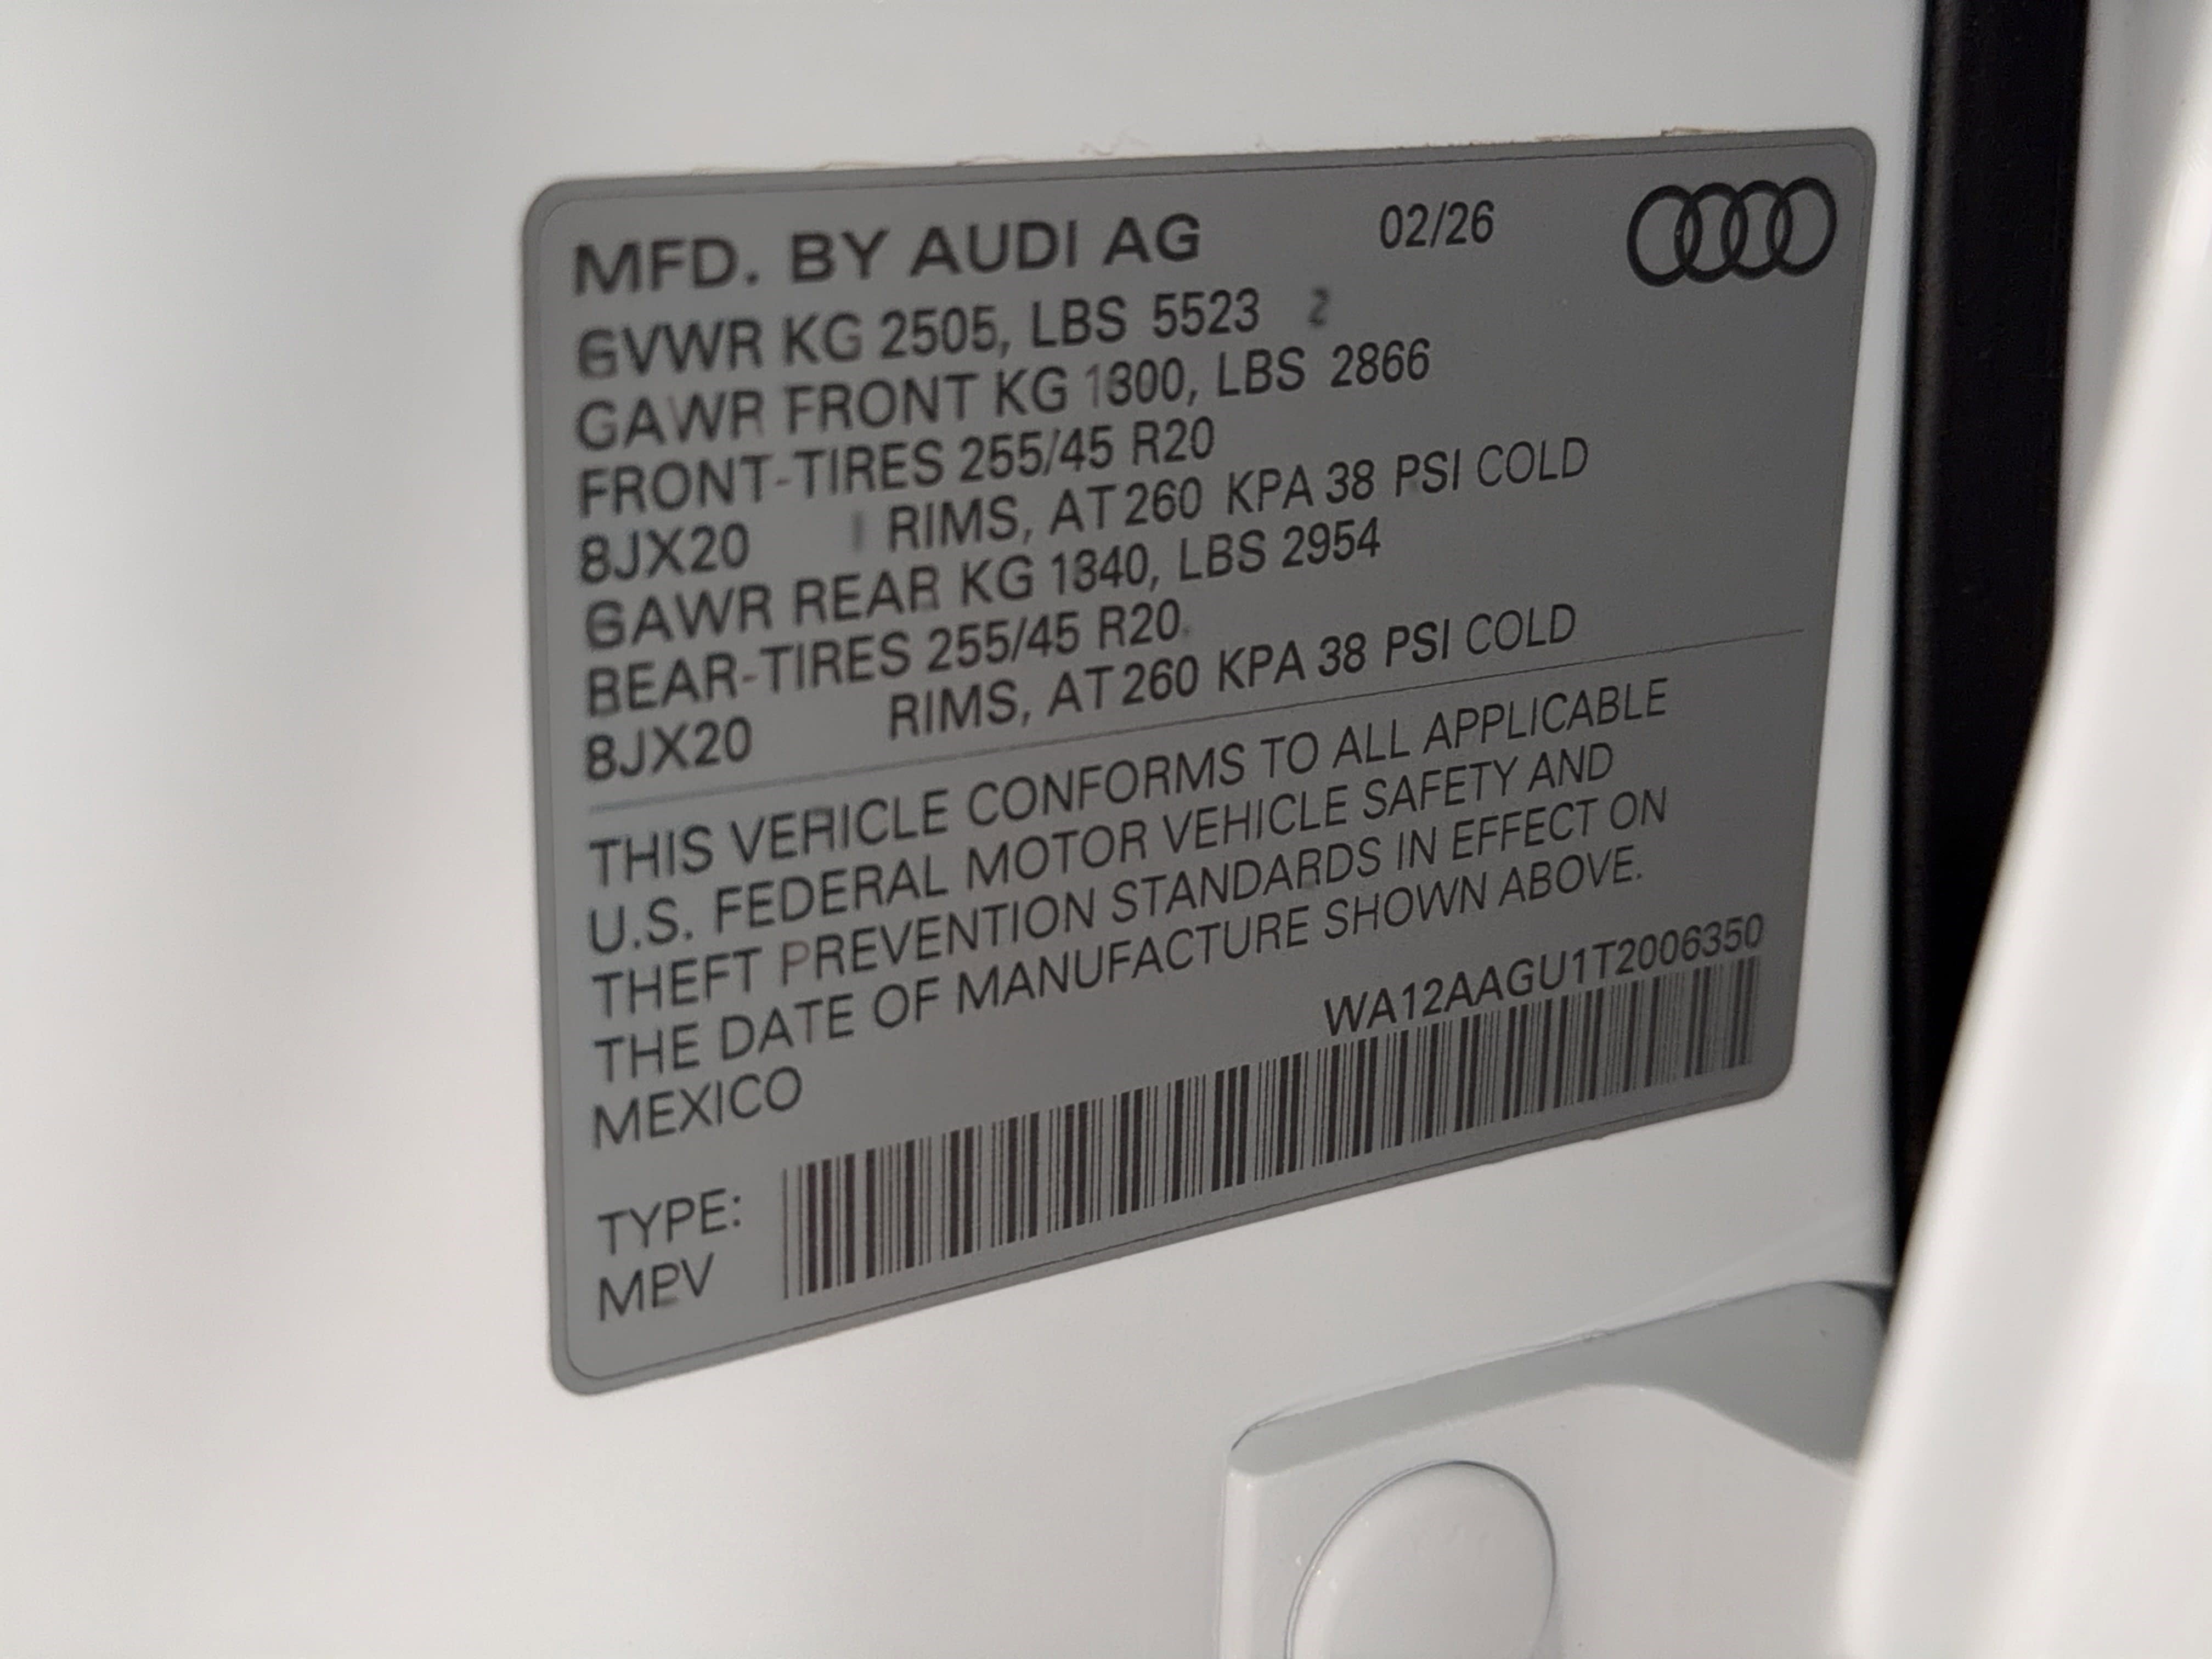 MFD. BY AUDI AG 02/26
GVWR KG 2505, LBS 5523 2
GAWR FRONT KG 1300, LBS 2866
FRONT-TIRES 255/45 R20
8JX20 RIMS, AT 260 KPA 38 PSI COLD
GAWR REAR KG 1340, LBS 2954
REAR-TIRES 255/45 R20
8JX20 RIMS, AT 260 KPA 38 PSI COLD
THIS VEHICLE CONFORMS TO ALL APPLICABLE
U.S. FEDERAL MOTOR VEHICLE SAFETY AND
THEFT PREVENTION STANDARDS IN EFFECT ON
THE DATE OF MANUFACTURE SHOWN ABOVE.
MEXICO
WA12AAGU1T2006350
TYPE:
MPV